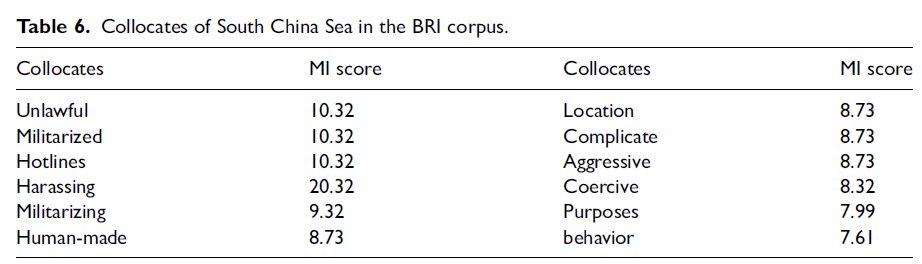 Table 6. Collocates of South China Sea in the BRI corpus.
Collocates MI score Collocates MI score
Unlawful 10.32 Location 8.73
Militarized 10.32 Complicate 8.73
Hotlines 10.32 Aggressive 8.73
Harassing 20.32 Coercive 8.32
Militarizing 9.32 Purposes 7.99
Human-made 8.73 behavior 7.61